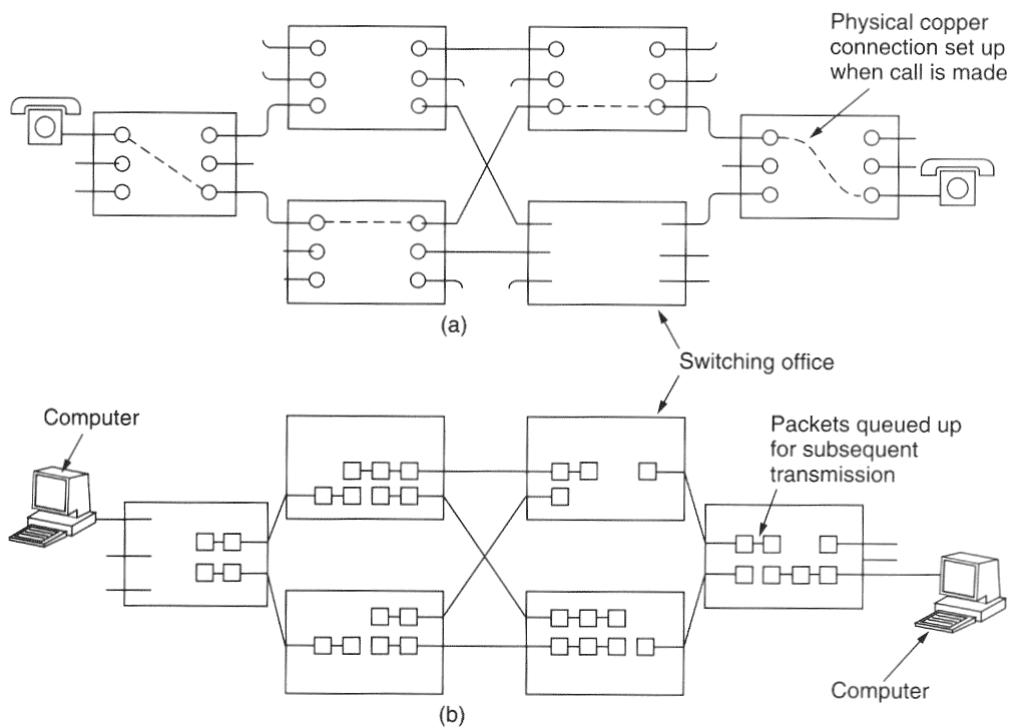 Physical copper
connection set up
when call is made
(a)
Switching office
Computer
Packets queued up
for subsequent
transmission
Computer
(b)